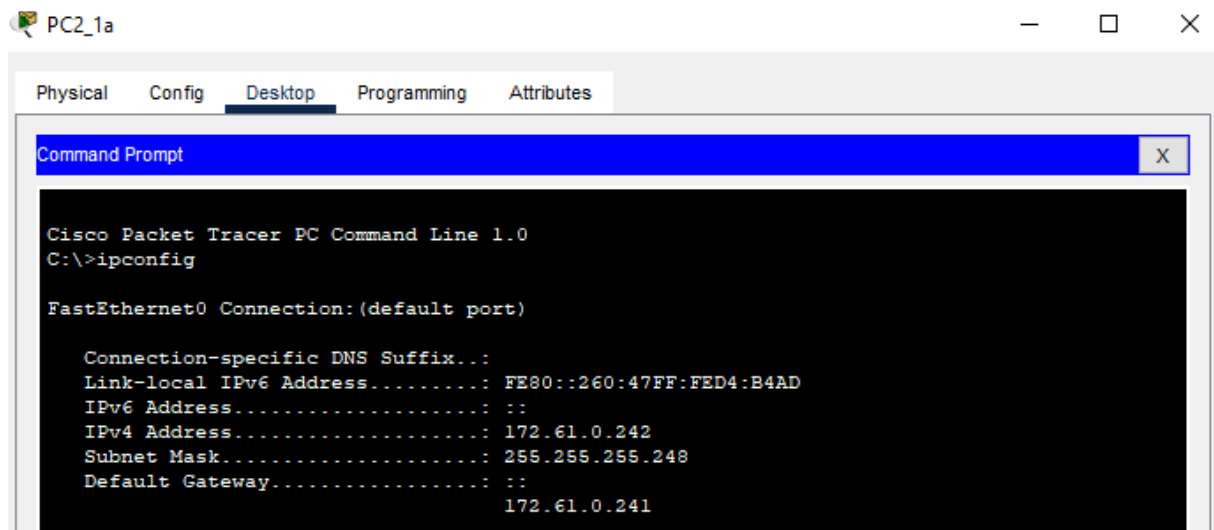 PC2_1a
Physical Config Desktop Programming Attributes
Command Prompt X
Cisco Packet Tracer PC Command Line 1.0
C:\>ipconfig
FastEthernet0 Connection:(default port)
Connection-specific DNS Suffix..:
Link-local IPv6 Address.........: FE80::260:47FF:FED4:B4AD
IPv6 Address....................: ::
IPv4 Address....................: 172.61.0.242
Subnet Mask.....................: 255.255.255.248
Default Gateway.................: ::
172.61.0.241